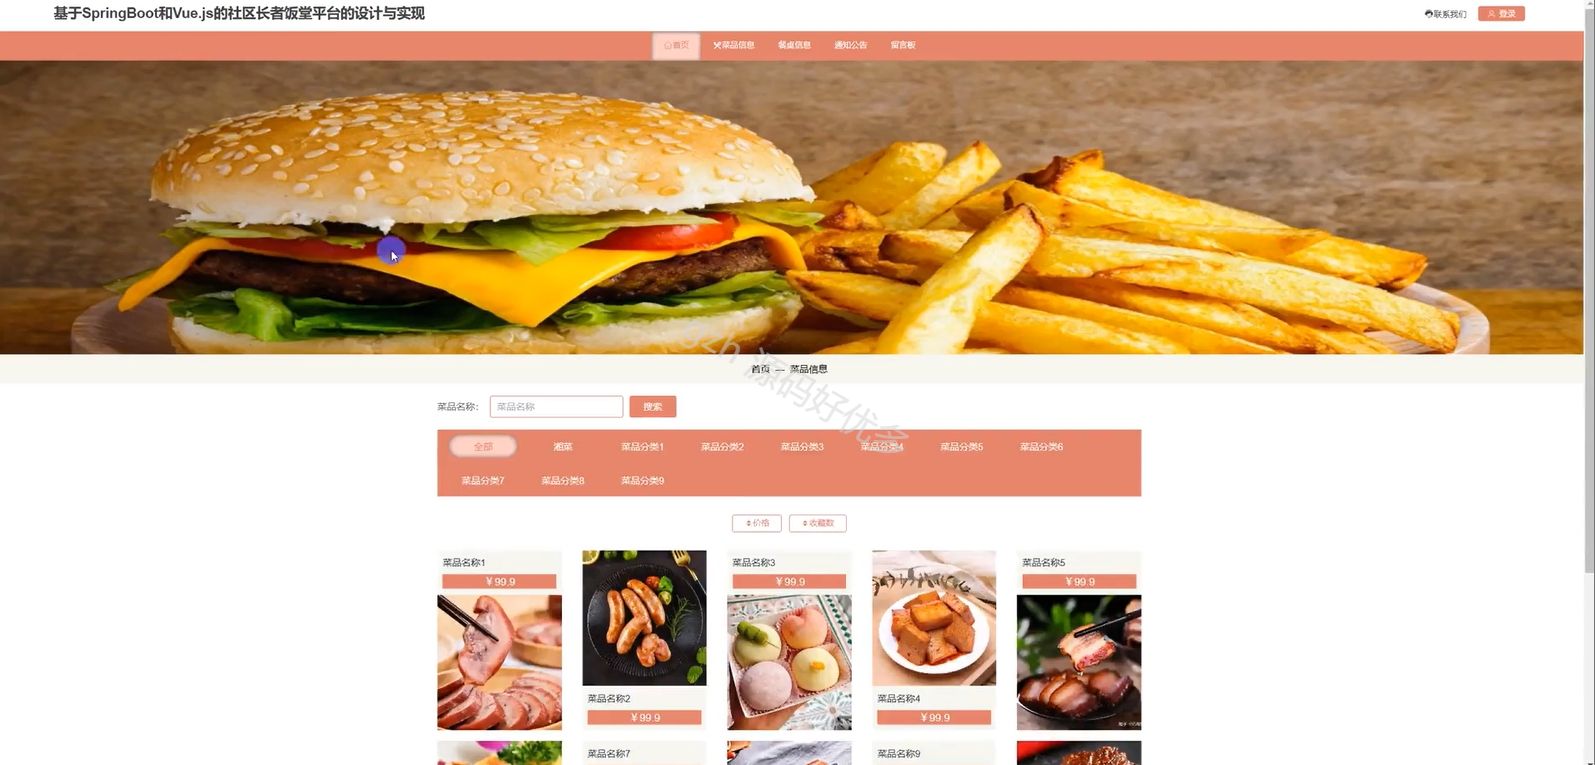 基于SpringBoot和Vue.js的社区长者饭堂平台的设计与实现
联系我们 登录
首页 菜品信息 餐桌信息 通知公告 留言板
首页 — 菜品信息
菜品名称： 菜品名称 搜索
全部 湘菜 菜品分类1 菜品分类2 菜品分类3 菜品分类4 菜品分类5 菜品分类6
菜品分类7 菜品分类8 菜品分类9
价格 收藏数
菜品名称1
￥99.9
菜品名称2
￥99.9
菜品名称3
￥99.9
菜品名称4
￥99.9
菜品名称5
￥99.9
菜品名称7
菜品名称9
源码好优多